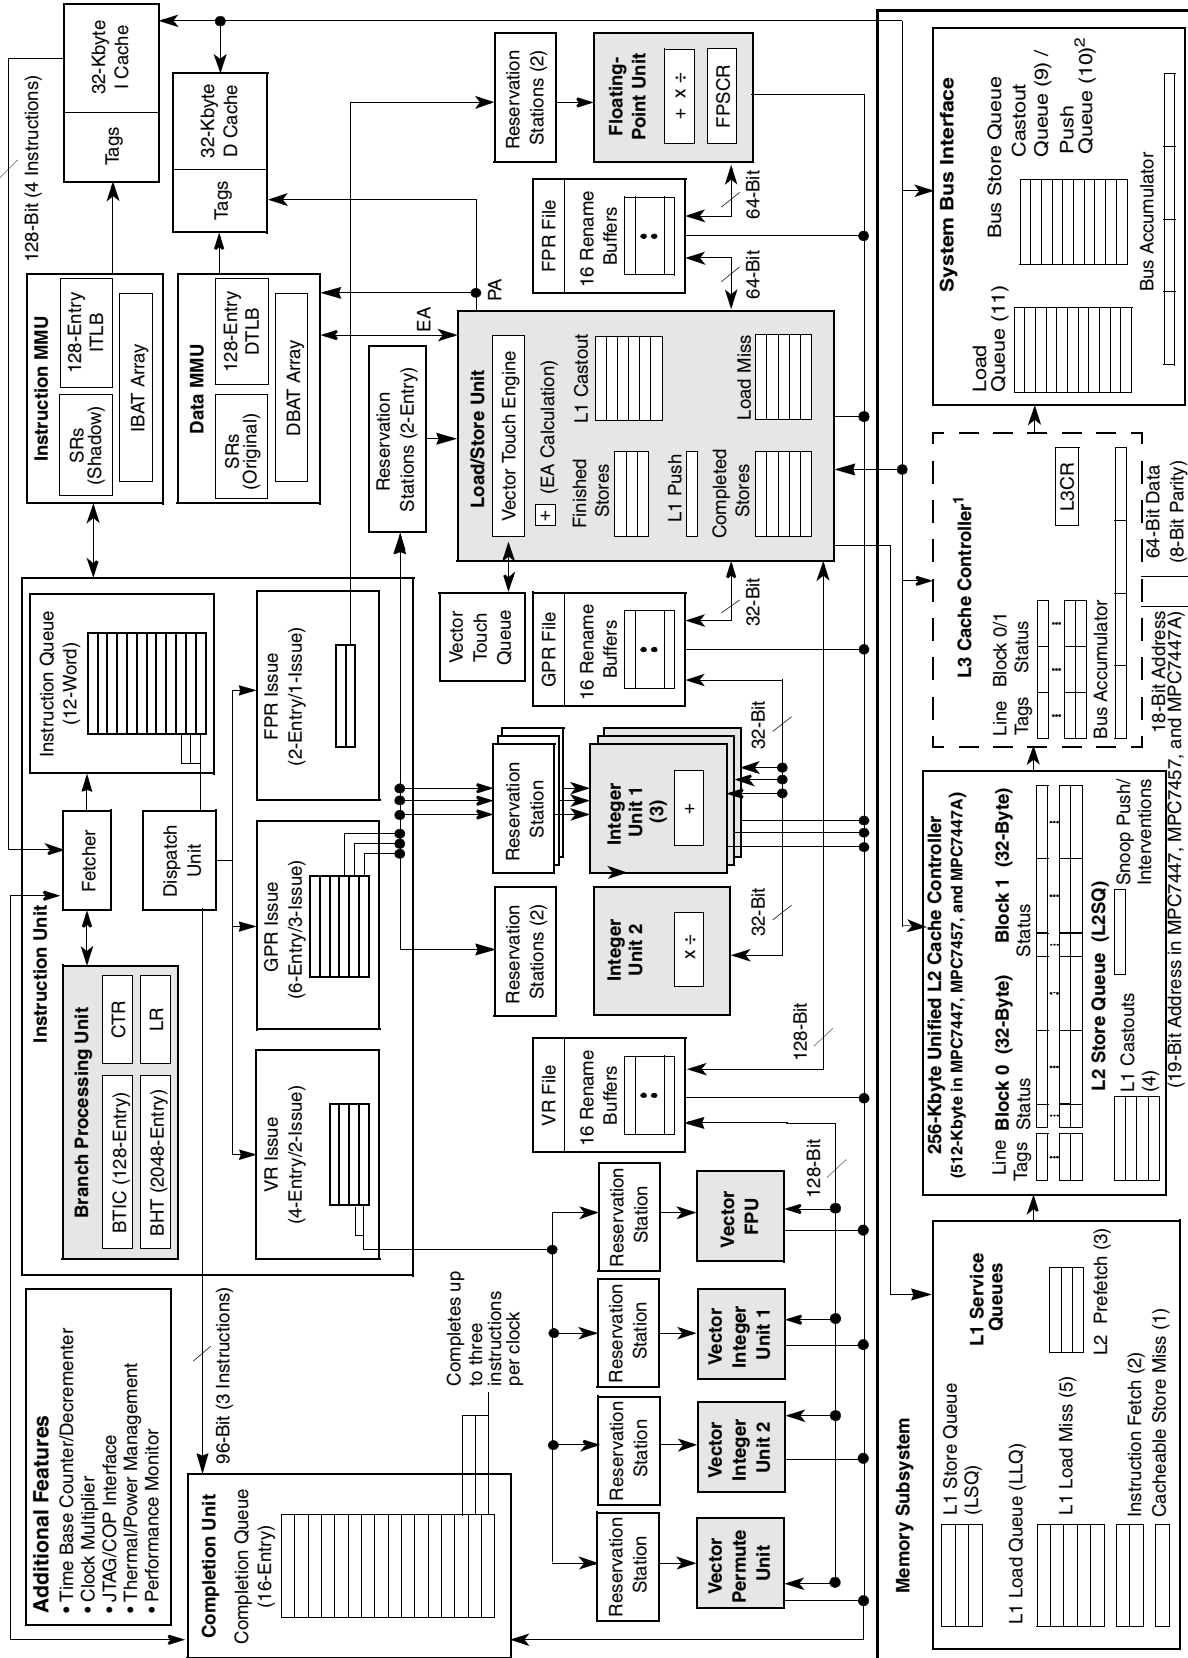 Additional Features
• Time Base Counter/Decrementer
• Clock Multiplier
• JTAG/COP Interface
• Thermal/Power Management
• Performance Monitor
Instruction Unit
Branch Processing Unit
BTIC (128-Entry)
CTR
BHT (2048-Entry)
LR
Fetcher
Dispatch
Unit
Instruction Queue
(12-Word)
96-Bit (3 Instructions)
VR Issue
(4-Entry/2-Issue)
GPR Issue
(6-Entry/3-Issue)
FPR Issue
(2-Entry/1-Issue)
128-Bit (4 Instructions)
Instruction MMU
SRs
(Shadow)
128-Entry
ITLB
IBAT Array
Tags
32-Kbyte
I Cache
Data MMU
SRs
(Original)
128-Entry
DTLB
DBAT Array
Tags
32-Kbyte
D Cache
EA
PA
Completion Unit
Completion Queue
(16-Entry)
Completes up
to three
instructions
per clock
Reservation
Station
Reservation
Station
Reservation
Station
Reservation
Station
Vector
Permute
Unit
Vector
Integer
Unit 2
Vector
Integer
Unit 1
Vector
FPU
128-Bit
VR File
16 Rename
Buffers
128-Bit
Reservation
Stations (2)
Integer
Unit 2
x ÷
32-Bit
Reservation
Station
Integer
Unit 1
(3)
+
32-Bit
GPR File
16 Rename
Buffers
32-Bit
Vector
Touch
Queue
Reservation
Stations (2-Entry)
Load/Store Unit
Vector Touch Engine
+ (EA Calculation)
Finished
Stores
L1 Castout
L1 Push
Completed
Stores
Load Miss
64-Bit
FPR File
16 Rename
Buffers
64-Bit
Reservation
Stations (2)
Floating-
Point Unit
+ x ÷
FPSCR
Memory Subsystem
L1 Store Queue
(LSQ)
L1 Load Queue (LLQ)
L1 Load Miss (5)
Instruction Fetch (2)
Cacheable Store Miss (1)
L1 Service
Queues
L2 Prefetch (3)
256-Kbyte Unified L2 Cache Controller
(512-Kbyte in MPC7447, MPC7457, and MPC7447A)
Line
Tags
Block 0 (32-Byte)
Status
Block 1 (32-Byte)
Status
L2 Store Queue (L2SQ)
L1 Castouts
(4)
Snoop Push/
Interventions
L3 Cache Controller1
Line
Tags
Block 0/1
Status
L3CR
Bus Accumulator
18-Bit Address
(19-Bit Address in MPC7447, MPC7457, and MPC7447A)
64-Bit Data
(8-Bit Parity)
System Bus Interface
Load
Queue (11)
Bus Store Queue
Castout
Queue (9) /
Push
Queue (10)2
Bus Accumulator